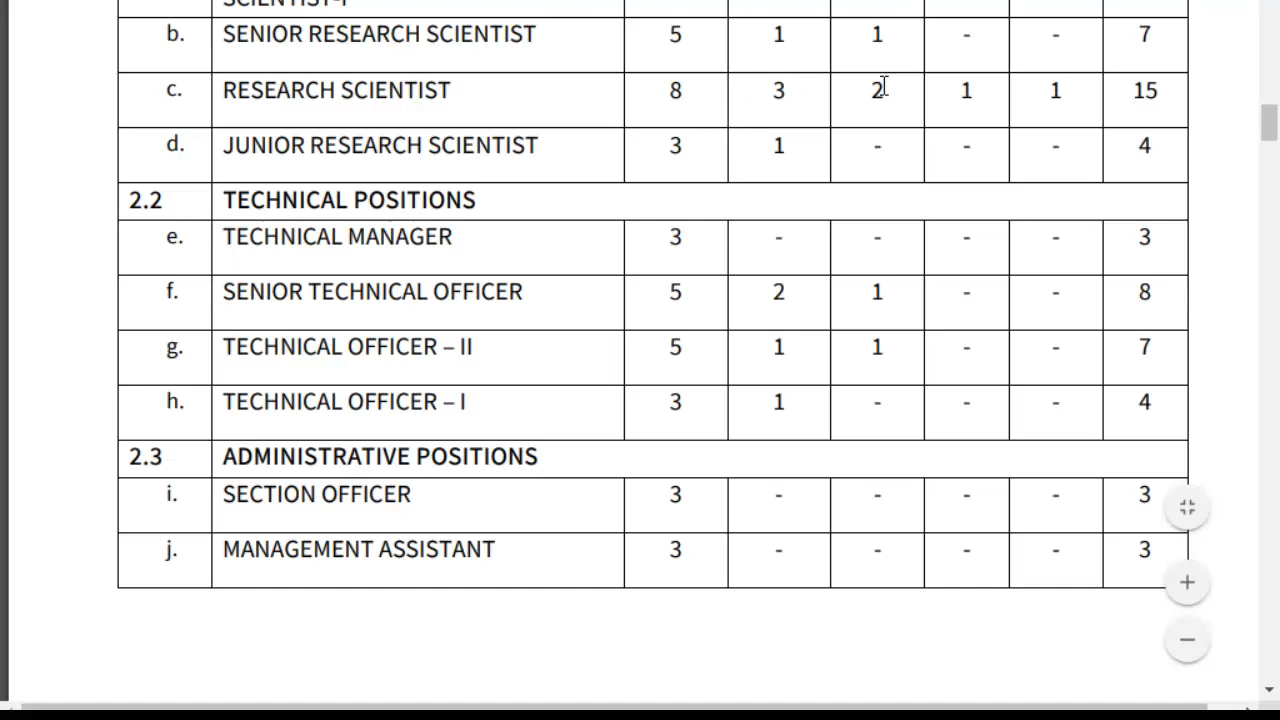 SCIENTIST-I
b. SENIOR RESEARCH SCIENTIST 5 1 1 - - 7
c. RESEARCH SCIENTIST 8 3 2 1 1 15
d. JUNIOR RESEARCH SCIENTIST 3 1 - - - 4
2.2 TECHNICAL POSITIONS
e. TECHNICAL MANAGER 3 - - - - 3
f. SENIOR TECHNICAL OFFICER 5 2 1 - - 8
g. TECHNICAL OFFICER – II 5 1 1 - - 7
h. TECHNICAL OFFICER – I 3 1 - - - 4
2.3 ADMINISTRATIVE POSITIONS
i. SECTION OFFICER 3 - - - - 3
j. MANAGEMENT ASSISTANT 3 - - - - 3